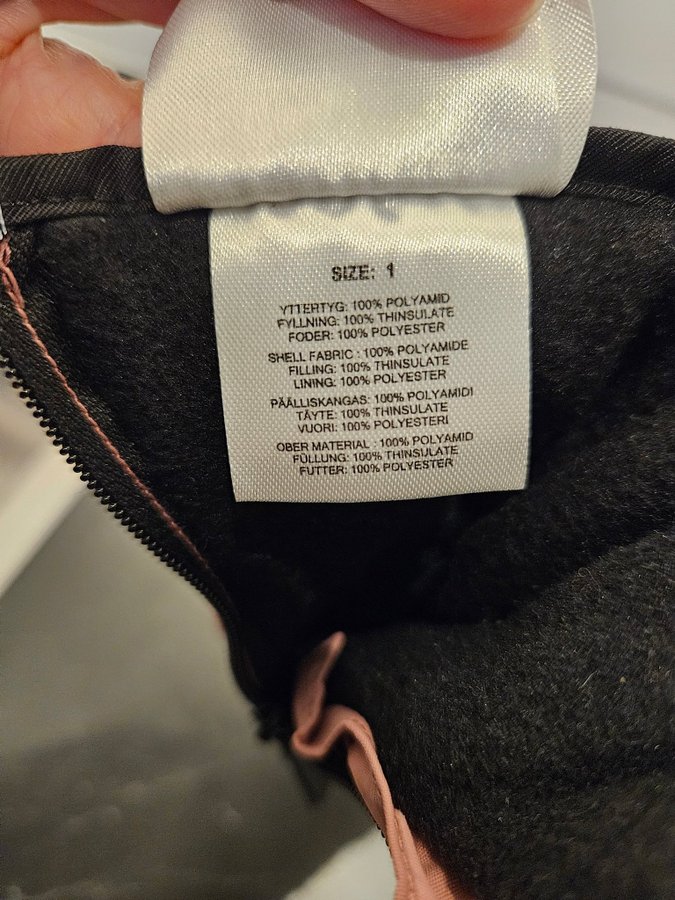 SIZE: 1
YTTERTYG: 100% POLYAMID
FYLLNING: 100% THINSULATE
FODER: 100% POLYESTER
SHELL FABRIC : 100% POLYAMIDE
FILLING: 100% THINSULATE
LINING: 100% POLYESTER
PÄÄLLISKANGAS: 100% POLYAMIDI
TÄYTE: 100% THINSULATE
VUORI: 100% POLYESTERI
OBER MATERIAL : 100% POLYAMID
FÜLLUNG: 100% THINSULATE
FUTTER: 100% POLYESTER